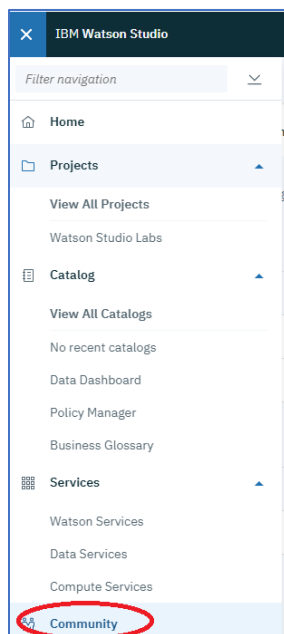 IBM Watson Studio
Filter navigation
Home
Projects
View All Projects
Watson Studio Labs
Catalog
View All Catalogs
No recent catalogs
Data Dashboard
Policy Manager
Business Glossary
Services
Watson Services
Data Services
Compute Services
Community